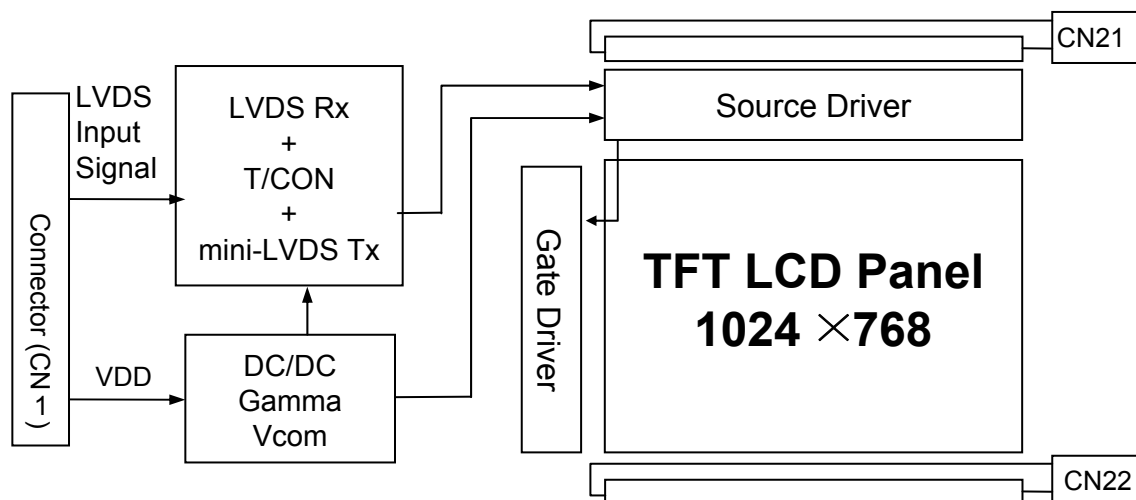 CN21
LVDS
Input
Signal
LVDS Rx
+
T/CON
+
mini-LVDS Tx
Source Driver
Connector (CN1)
Gate Driver
TFT LCD Panel
1024 ×768
VDD
DC/DC
Gamma
Vcom
CN22